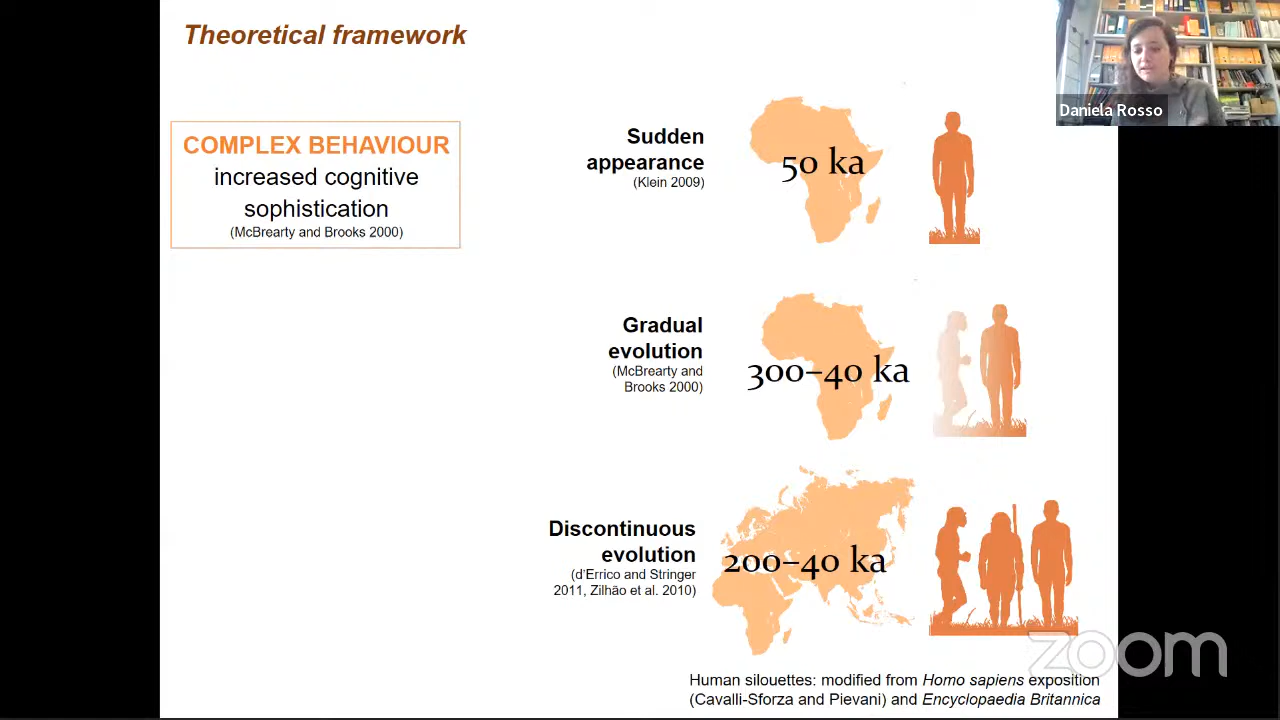 Theoretical framework
Daniela Rosso
COMPLEX BEHAVIOUR
increased cognitive
sophistication
(McBrearty and Brooks 2000)
Sudden
appearance
(Klein 2009)
50 ka
Gradual
evolution
(McBrearty and
Brooks 2000)
300–40 ka
Discontinuous
evolution
(d'Errico and Stringer
2011, Zilhão et al. 2010)
200–40 ka
zoom
Human silouettes: modified from Homo sapiens exposition
(Cavalli-Sforza and Pievani) and Encyclopaedia Britannica